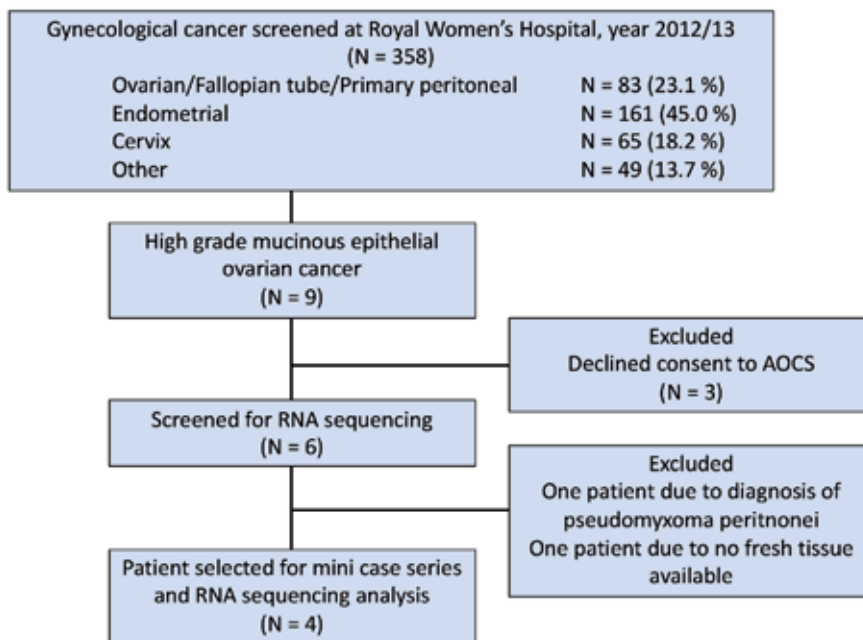 Gynecological cancer screened at Royal Women's Hospital, year 2012/13
(N = 358)
Ovarian/Fallopian tube/Primary peritoneal N = 83 (23.1 %)
Endometrial N = 161 (45.0 %)
Cervix N = 65 (18.2 %)
Other N = 49 (13.7 %)
High grade mucinous epithelial
ovarian cancer
(N = 9)
Excluded
Declined consent to AOCS
(N = 3)
Screened for RNA sequencing
(N = 6)
Excluded
One patient due to diagnosis of
pseudomyxoma peritnonei
One patient due to no fresh tissue
available
Patient selected for mini case series
and RNA sequencing analysis
(N = 4)